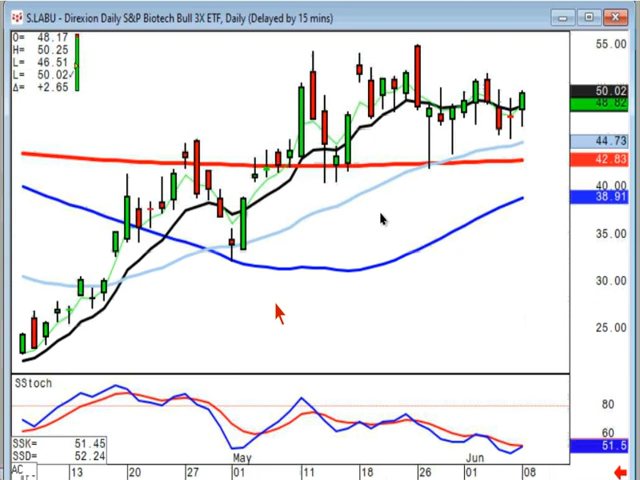 S.LABU - Direxion Daily S&P Biotech Bull 3X ETF, Daily (Delayed by 15 mins)
O= 48.17
H= 50.25
L= 46.51
L= 50.02
Δ= +2.65
55.00
50.02
48.82
44.73
42.83
40.00
38.91
35.00
30.00
25.00
SStoch
80
60
51.5
SSK= 51.45
SSD= 52.24
AC
13 20 27 01 11 18 26 01 08
May Jun